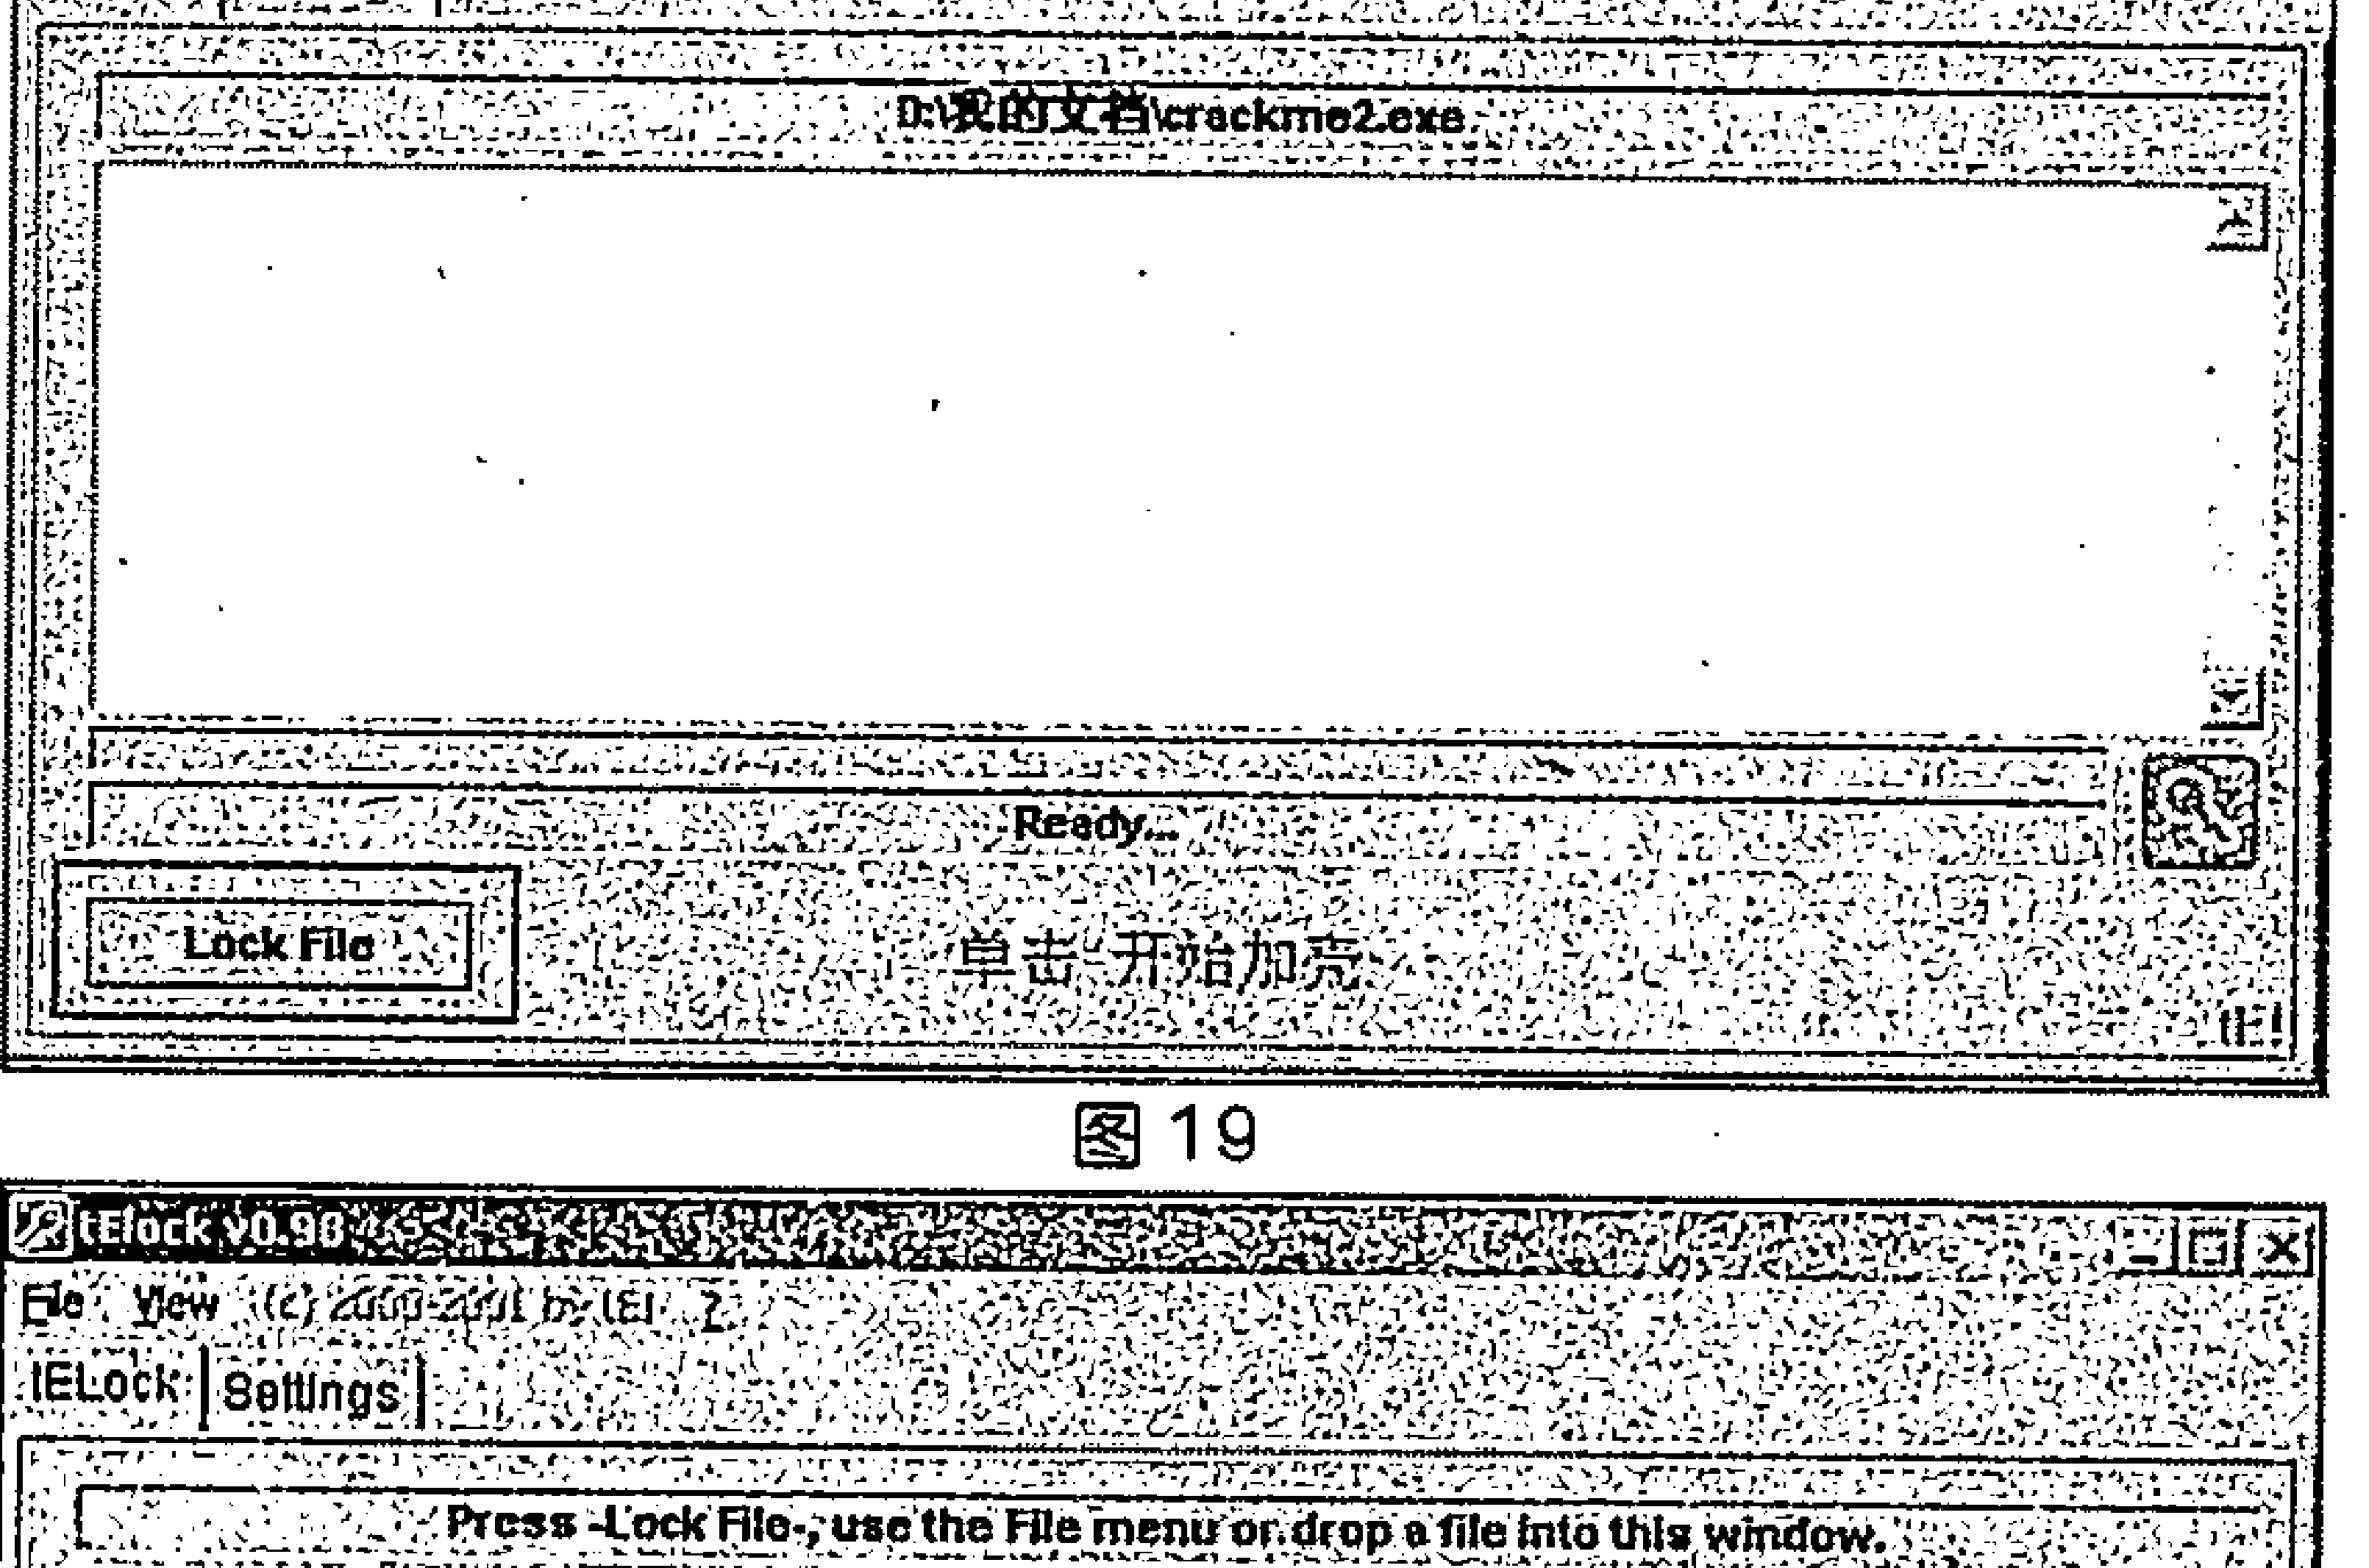 D:\我的文档\crackme2.exe
Ready...
Lock File
单击 开始加壳
图 19
tElock v0.98
File View (c) 2000-2001 by tE! ?
tELock Settings
Press -Lock File-, use the File menu or drop a file into this window.